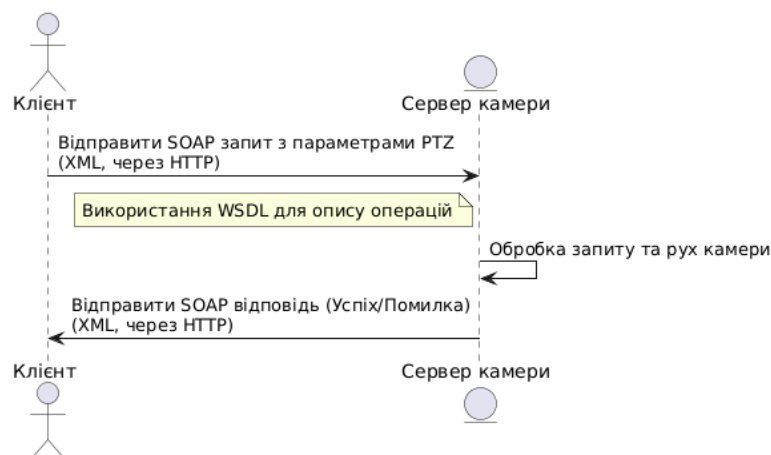 Клієнт
Сервер камери
Відправити SOAP запит з параметрами PTZ
(XML, через HTTP)
Використання WSDL для опису операцій
Обробка запиту та рух камери
Відправити SOAP відповідь (Успіх/Помилка)
(XML, через HTTP)
Клієнт
Сервер камери